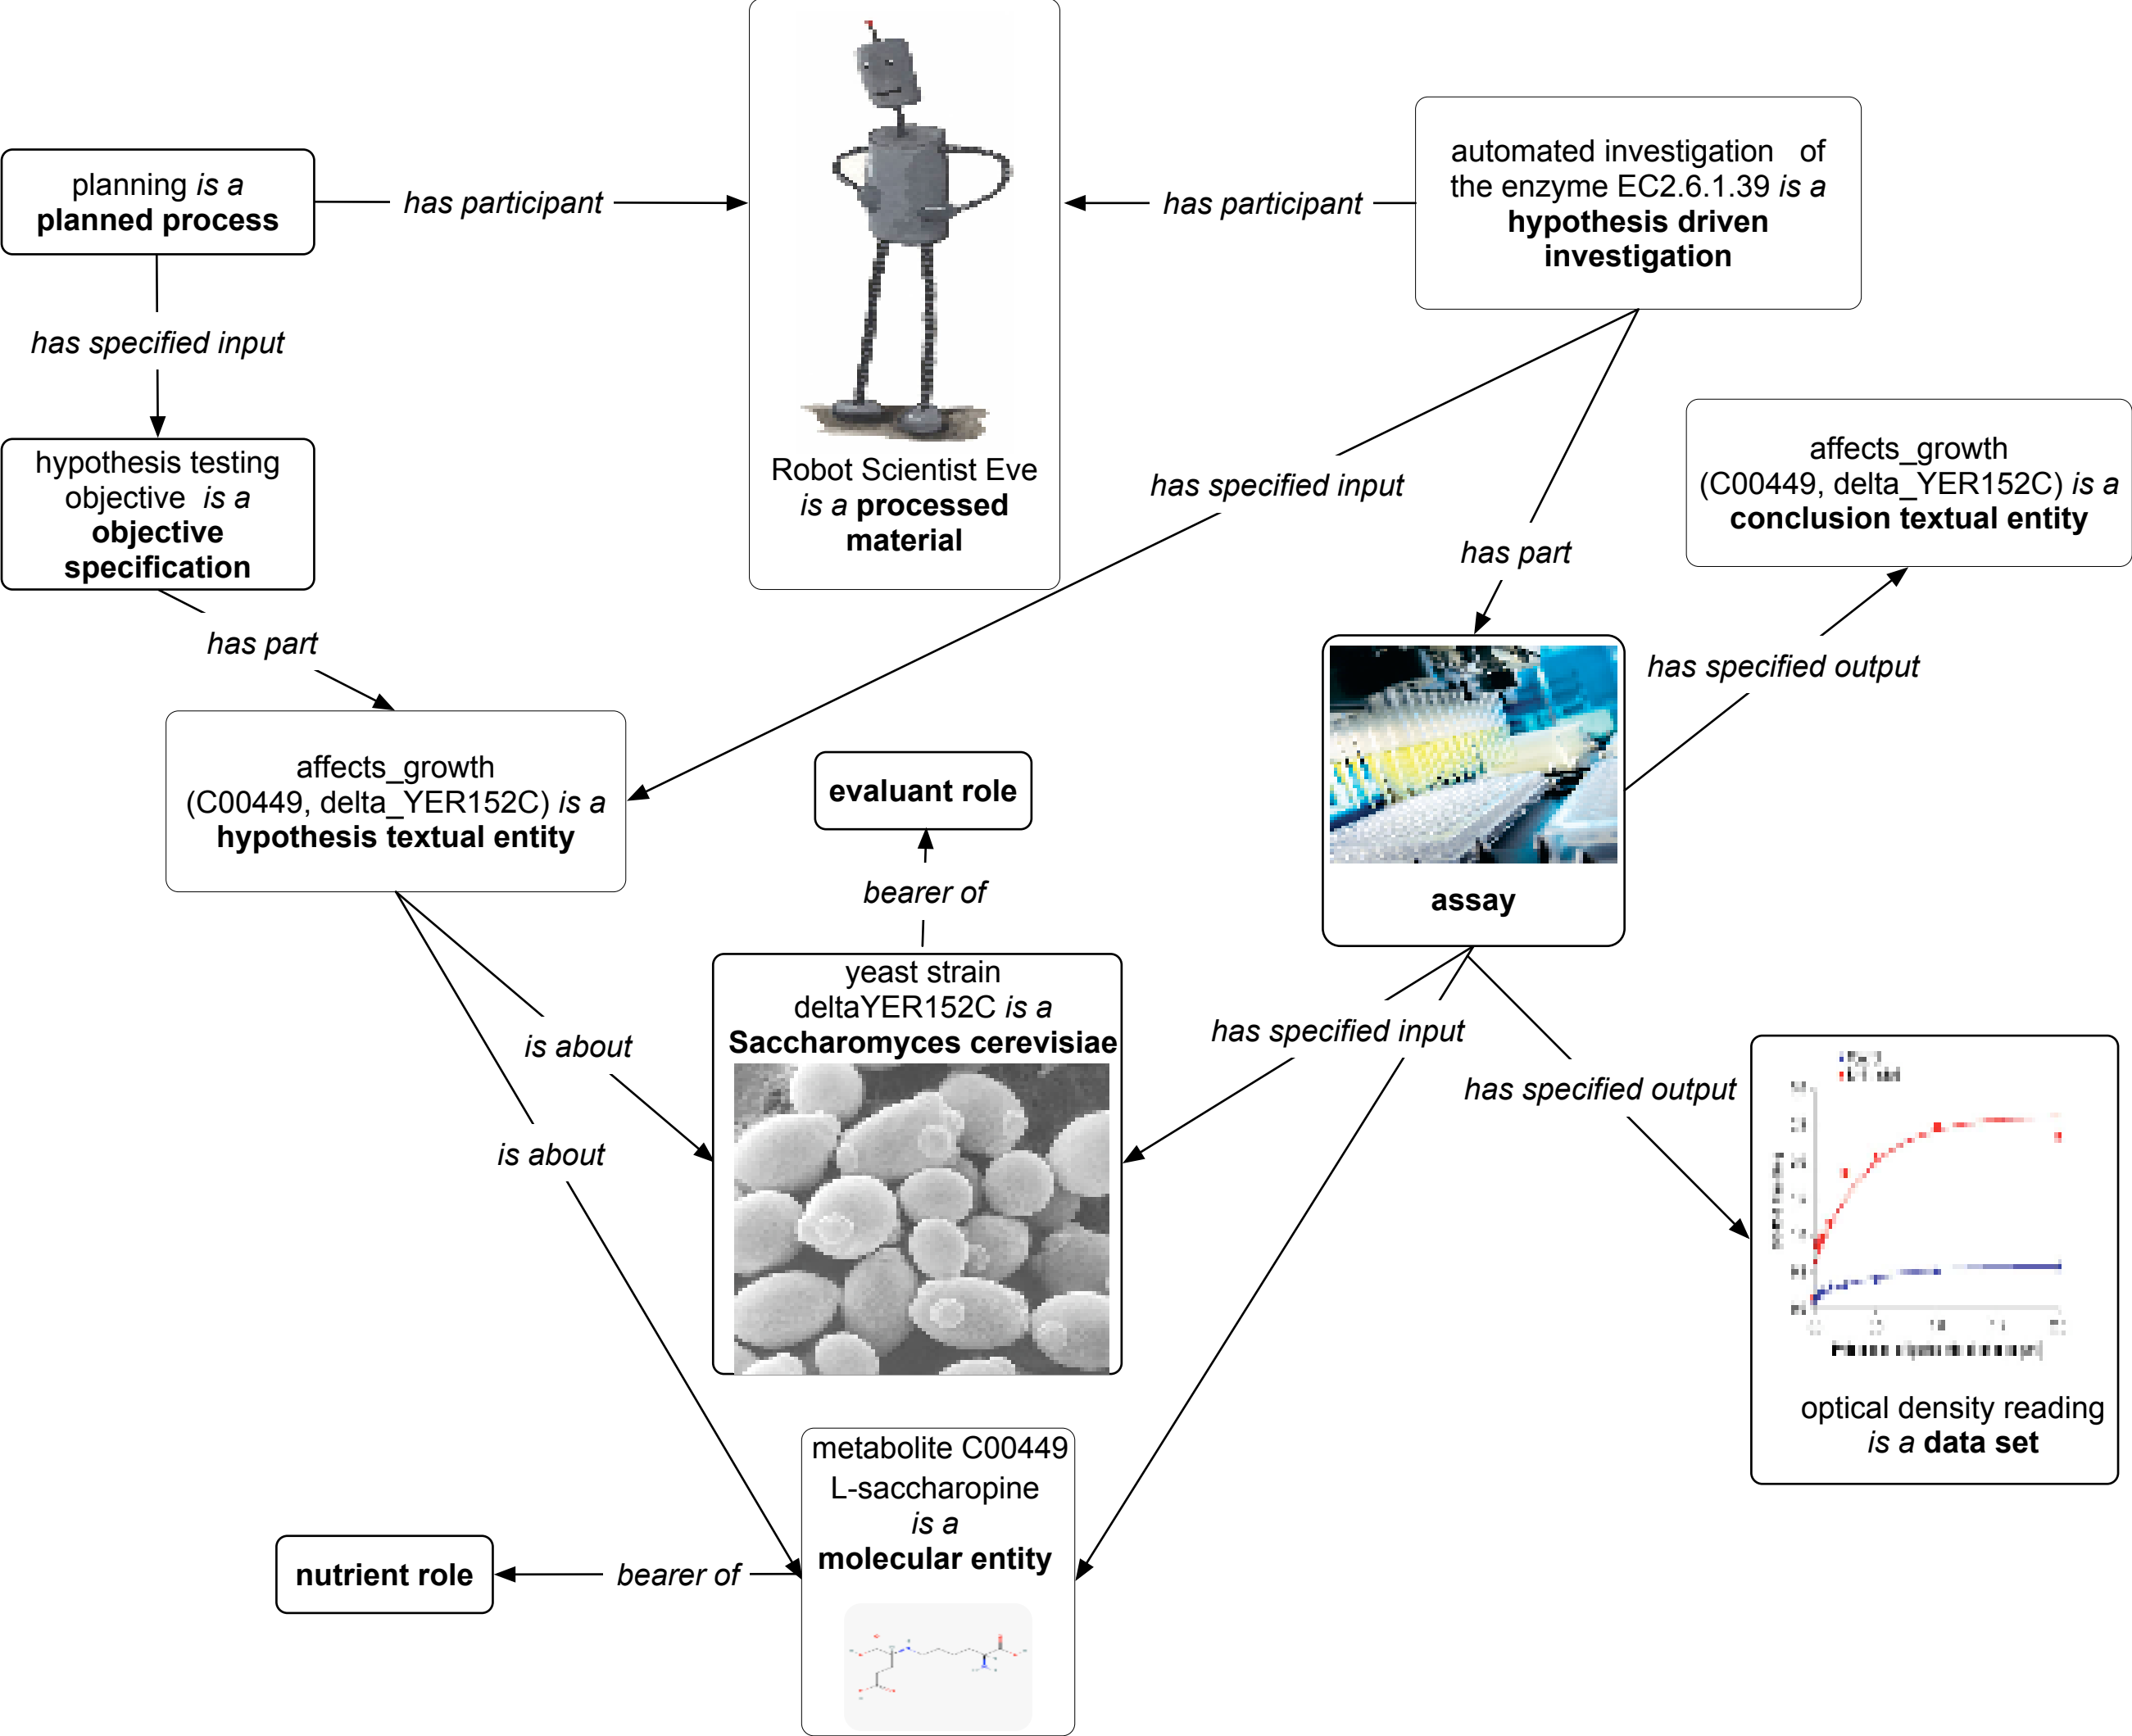 planning is a
planned process
has participant
has participant
automated investigation of
the enzyme EC2.6.1.39 is a
hypothesis driven
investigation
has specified input
hypothesis testing
objective is a
objective
specification
Robot Scientist Eve
is a processed
material
has specified input
has part
affects_growth
(C00449, delta_YER152C) is a
conclusion textual entity
has part
has specified output
affects_growth
(C00449, delta_YER152C) is a
hypothesis textual entity
evaluant role
bearer of
assay
yeast strain
deltaYER152C is a
Saccharomyces cerevisiae
is about
is about
has specified input
has specified output
optical density reading
is a data set
metabolite C00449
L-saccharopine
is a
molecular entity
nutrient role
bearer of